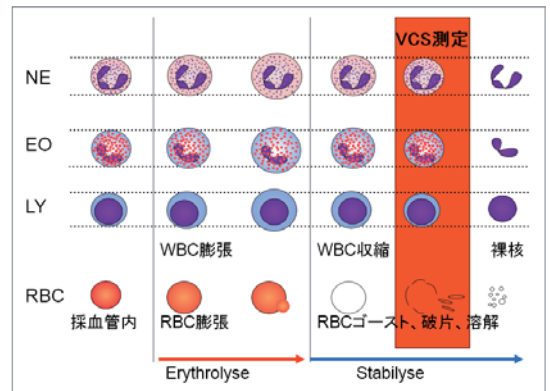 VCS測定
NE
EO
LY
WBC膨張 WBC収縮 裸核
RBC
採血管内 RBC膨張 RBCゴースト、破片、溶解
Erythrolyse Stabilyse